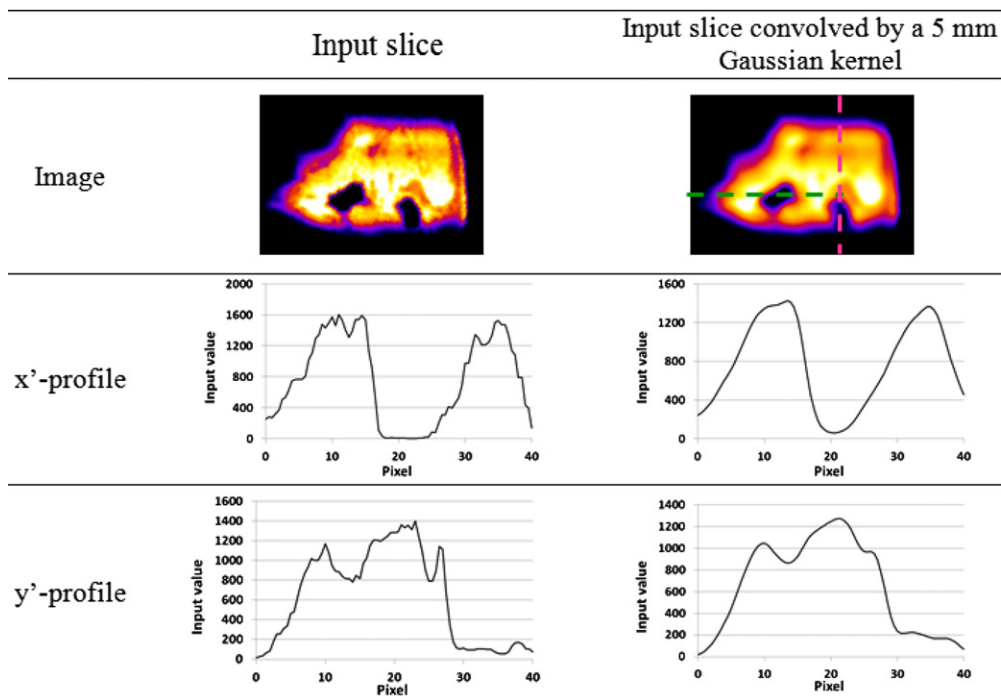 Input slice
Input slice convolved by a 5 mm
Gaussian kernel
Image
x’-profile
2000
1600
1200
800
400
0
Input value
0 10 20 30 40
Pixel
1600
1200
800
400
0
Input value
0 10 20 30 40
Pixel
y’-profile
1600
1400
1200
1000
800
600
400
200
0
Input value
0 10 20 30 40
Pixel
1400
1200
1000
800
600
400
200
0
Input value
0 10 20 30 40
Pixel